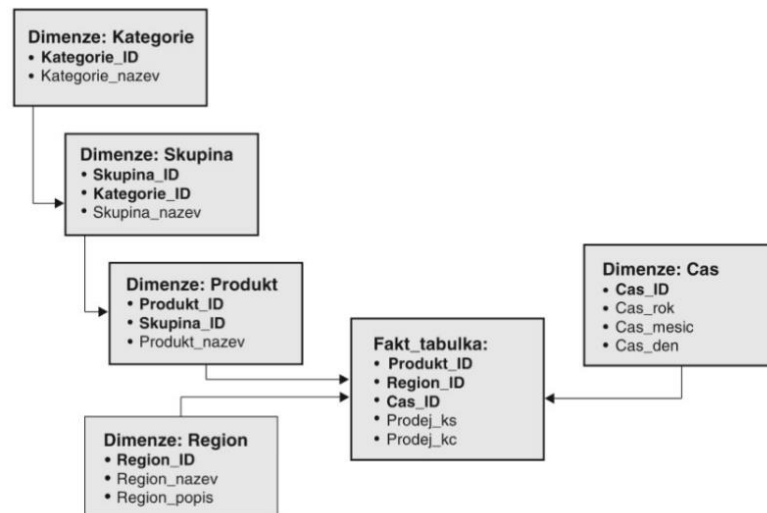 Dimenze: Kategorie
• Kategorie_ID
• Kategorie_nazev
Dimenze: Skupina
• Skupina_ID
• Kategorie_ID
• Skupina_nazev
Dimenze: Produkt
• Produkt_ID
• Skupina_ID
• Produkt_nazev
Dimenze: Cas
• Cas_ID
• Cas_rok
• Cas_mesic
• Cas_den
Fakt_tabulka:
• Produkt_ID
• Region_ID
• Cas_ID
• Prodej_ks
• Prodej_kc
Dimenze: Region
• Region_ID
• Region_nazev
• Region_popis